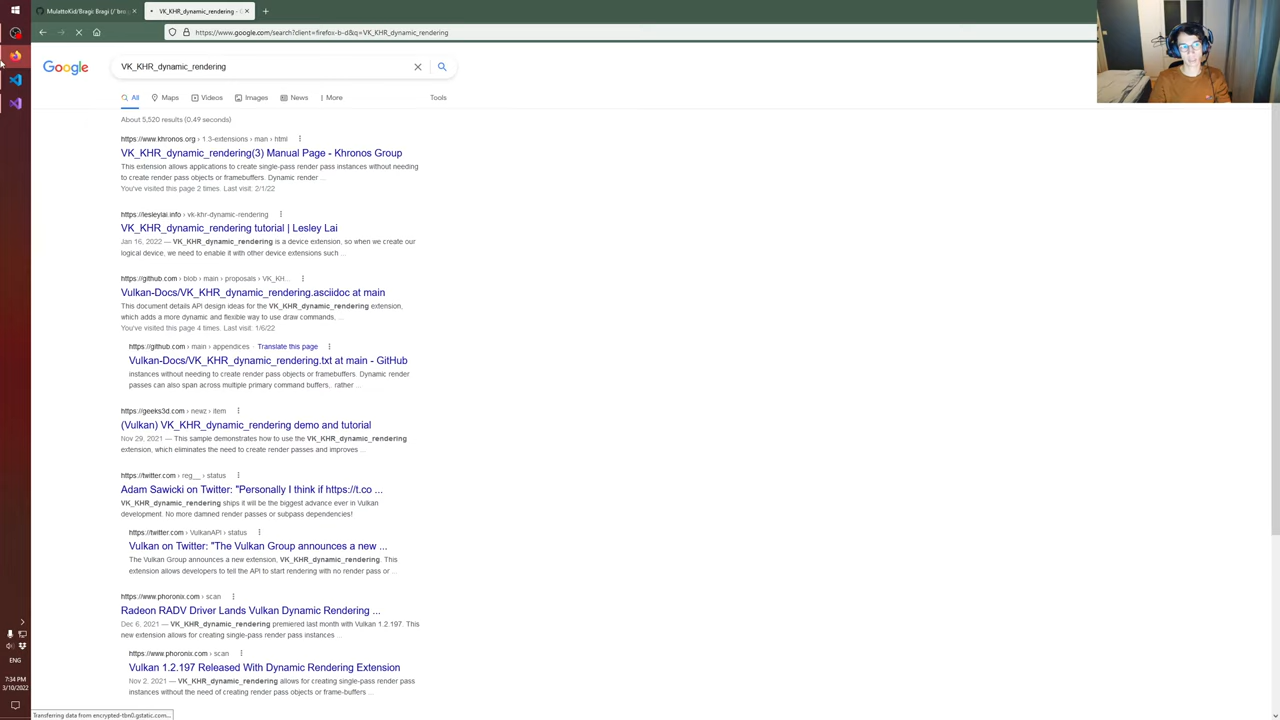 MulattoKid/Bragi: Bragi (/ˈbrɑ
VK_KHR_dynamic_rendering - G
https://www.google.com/search?client=firefox-b-d&q=VK_KHR_dynamic_rendering
Google
VK_KHR_dynamic_rendering
All
Maps
Videos
Images
News
More
Tools
About 5,520 results (0.49 seconds)
https://www.khronos.org › 1.3-extensions › man › html
VK_KHR_dynamic_rendering(3) Manual Page - Khronos Group
This extension allows applications to create single-pass render pass instances without needing
to create render pass objects or framebuffers. Dynamic render ...
You've visited this page 2 times. Last visit: 2/1/22
https://lesleylai.info › vk-khr-dynamic-rendering
VK_KHR_dynamic_rendering tutorial | Lesley Lai
Jan 16, 2022 — VK_KHR_dynamic_rendering is a device extension, so when we create our
logical device, we need to enable it with other device extensions such ...
https://github.com › blob › main › proposals › VK_KH...
Vulkan-Docs/VK_KHR_dynamic_rendering.asciidoc at main
This document details API design ideas for the VK_KHR_dynamic_rendering extension,
which adds a more dynamic and flexible way to use draw commands, ...
You've visited this page 4 times. Last visit: 1/6/22
https://github.com › main › appendices · Translate this page
Vulkan-Docs/VK_KHR_dynamic_rendering.txt at main - GitHub
instances without needing to create render pass objects or framebuffers. Dynamic render
passes can also span across multiple primary command buffers,. rather ...
https://geeks3d.com › newz › item
(Vulkan) VK_KHR_dynamic_rendering demo and tutorial
Nov 29, 2021 — This sample demonstrates how to use the VK_KHR_dynamic_rendering
extension, which eliminates the need to create render passes and improves ...
https://twitter.com › reg__ › status
Adam Sawicki on Twitter: "Personally I think if https://t.co ...
VK_KHR_dynamic_rendering ships it will be the biggest advance ever in Vulkan
development. No more damned render passes or subpass dependencies!
https://twitter.com › VulkanAPI › status
Vulkan on Twitter: "The Vulkan Group announces a new ...
The Vulkan Group announces a new extension, VK_KHR_dynamic_rendering. This
extension allows developers to tell the API to start rendering with no render pass or ...
https://www.phoronix.com › scan
Radeon RADV Driver Lands Vulkan Dynamic Rendering ...
Dec 6, 2021 — VK_KHR_dynamic_rendering premiered last month with Vulkan 1.2.197. This
new extension allows for creating single-pass render pass instances ...
https://www.phoronix.com › scan
Vulkan 1.2.197 Released With Dynamic Rendering Extension
Nov 2, 2021 — VK_KHR_dynamic_rendering allows for creating single-pass render pass
instances without the need of creating render pass objects or frame-buffers ...
ENG
7:34 PM
3/10/2022
Transferring data from encrypted-tbn0.gstatic.com...